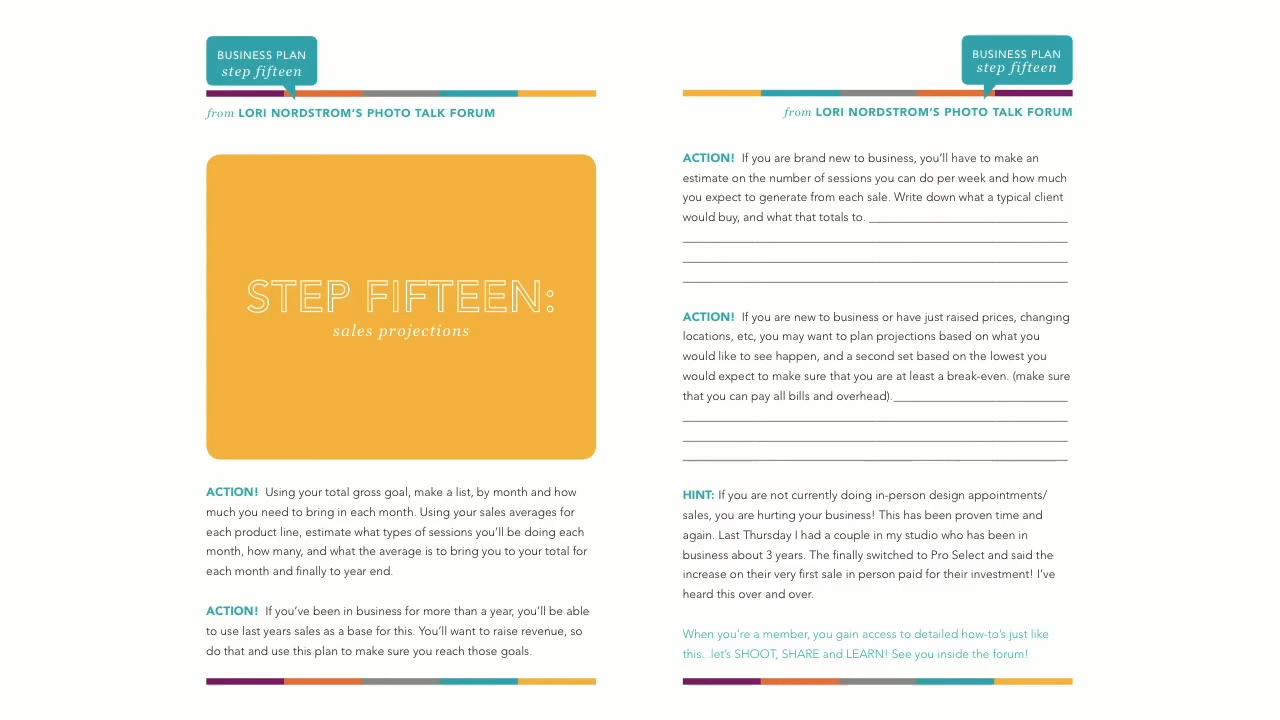 BUSINESS PLAN
step fifteen
from LORI NORDSTROM'S PHOTO TALK FORUM
STEP FIFTEEN:
sales projections
ACTION! Using your total gross goal, make a list, by month and how
much you need to bring in each month. Using your sales averages for
each product line, estimate what types of sessions you'll be doing each
month, how many, and what the average is to bring you to your total for
each month and finally to year end.
ACTION! If you've been in business for more than a year, you'll be able
to use last years sales as a base for this. You'll want to raise revenue, so
do that and use this plan to make sure you reach those goals.
BUSINESS PLAN
step fifteen
from LORI NORDSTROM'S PHOTO TALK FORUM
ACTION! If you are brand new to business, you'll have to make an
estimate on the number of sessions you can do per week and how much
you expect to generate from each sale. Write down what a typical client
would buy, and what that totals to.
ACTION! If you are new to business or have just raised prices, changing
locations, etc, you may want to plan projections based on what you
would like to see happen, and a second set based on the lowest you
would expect to make sure that you are at least a break-even. (make sure
that you can pay all bills and overhead).
HINT: If you are not currently doing in-person design appointments/
sales, you are hurting your business! This has been proven time and
again. Last Thursday I had a couple in my studio who has been in
business about 3 years. The finally switched to Pro Select and said the
increase on their very first sale in person paid for their investment! I've
heard this over and over.
When you're a member, you gain access to detailed how-to's just like
this...let's SHOOT, SHARE and LEARN! See you inside the forum!